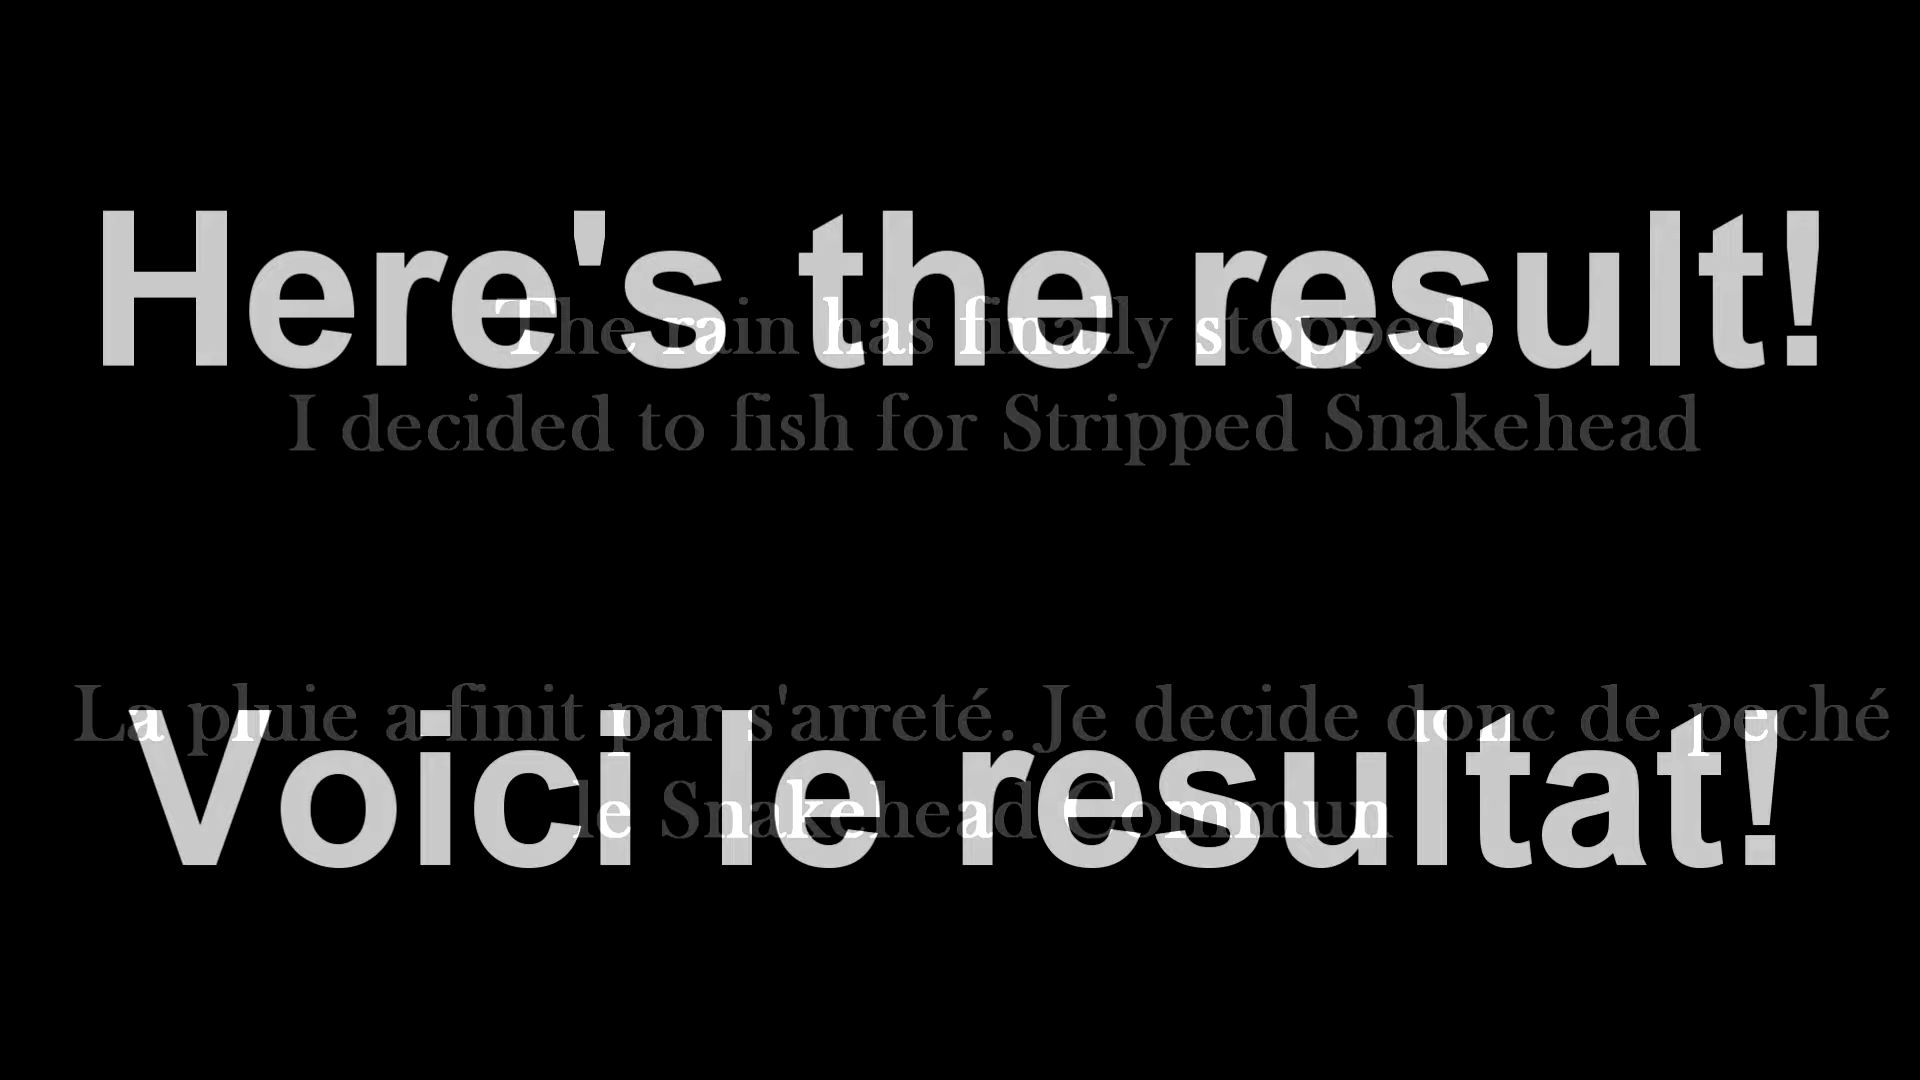 Here's the result!
The rain has finally stopped.
I decided to fish for Stripped Snakehead
La pluie a finit par s'arreté. Je decide donc de peché
Voici le resultat!
le Snakehead Commun